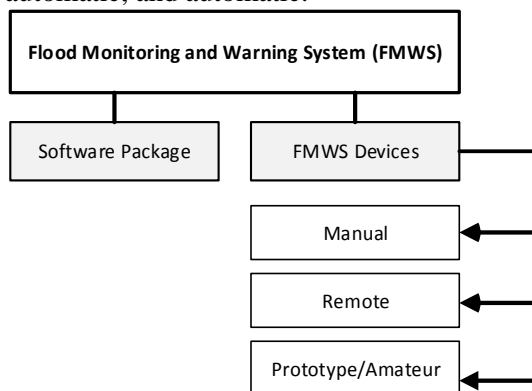 automatic, and automatic.
Flood Monitoring and Warning System (FMWS)
Software Package
FMWS Devices
Manual
Remote
Prototype/Amateur